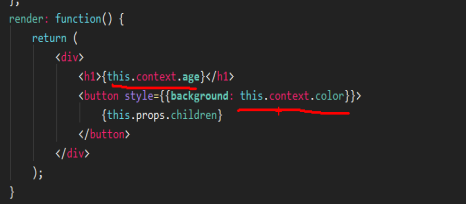 },
render: function() {
return (
<div>
<h1>{this.context.age}</h1>
<button style={{background: this.context.color}}>
{this.props.children}
</button>
</div>
);
}